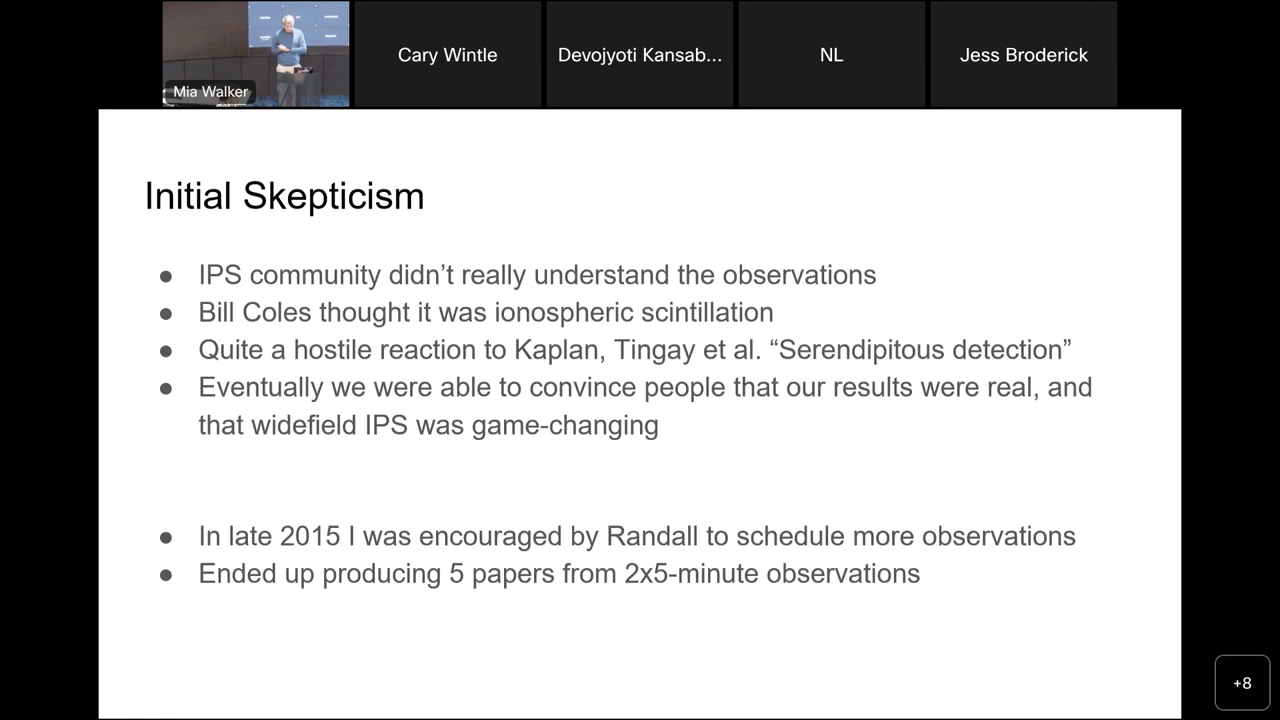 Mia Walker
Cary Wintle
Devojyoti Kansab...
NL
Jess Broderick
Initial Skepticism
● IPS community didn’t really understand the observations
● Bill Coles thought it was ionospheric scintillation
● Quite a hostile reaction to Kaplan, Tingay et al. “Serendipitous detection”
● Eventually we were able to convince people that our results were real, and
that widefield IPS was game-changing
● In late 2015 I was encouraged by Randall to schedule more observations
● Ended up producing 5 papers from 2x5-minute observations
+8